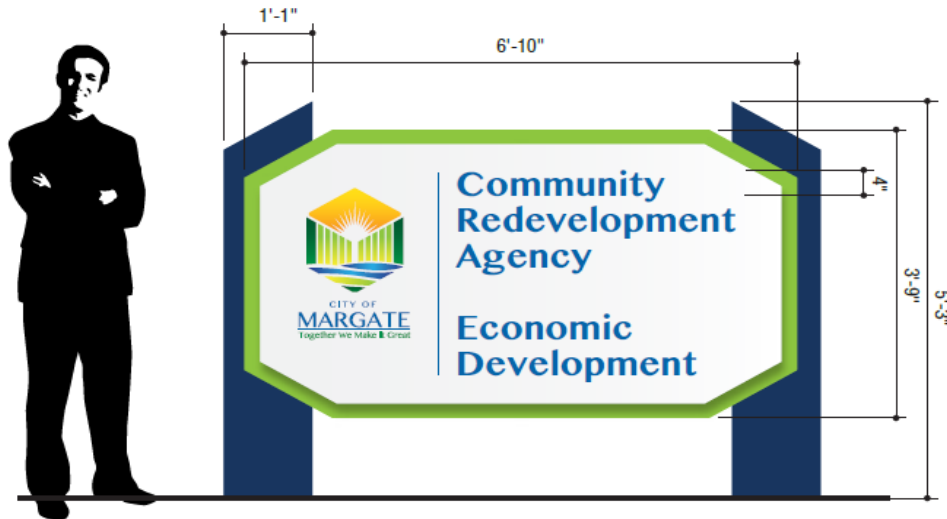 1'-1"
6'-10"
Community
Redevelopment
Agency
Economic
Development
CITY OF
MARGATE
Together We Make It Great
4"
3'-9"
5'-3"